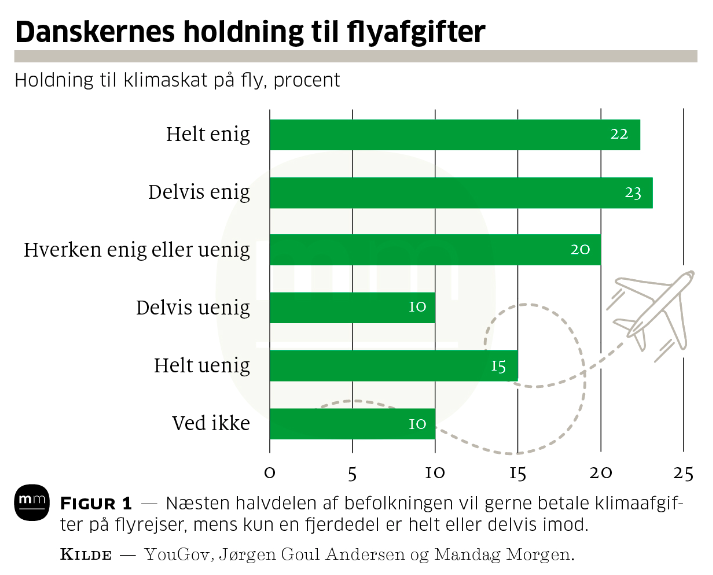 Danskernes holdning til flyafgifter
Holdning til klimaskat på fly, procent
Helt enig 22
Delvis enig 23
Hverken enig eller uenig 20
Delvis uenig 10
Helt uenig 15
Ved ikke 10
0 5 10 15 20 25
mm
FIGUR 1 — Næsten halvdelen af befolkningen vil gerne betale klimaafgif-
ter på flyrejser, mens kun en fjerdedel er helt eller delvis imod.
KILDE — YouGov, Jørgen Goul Andersen og Mandag Morgen.